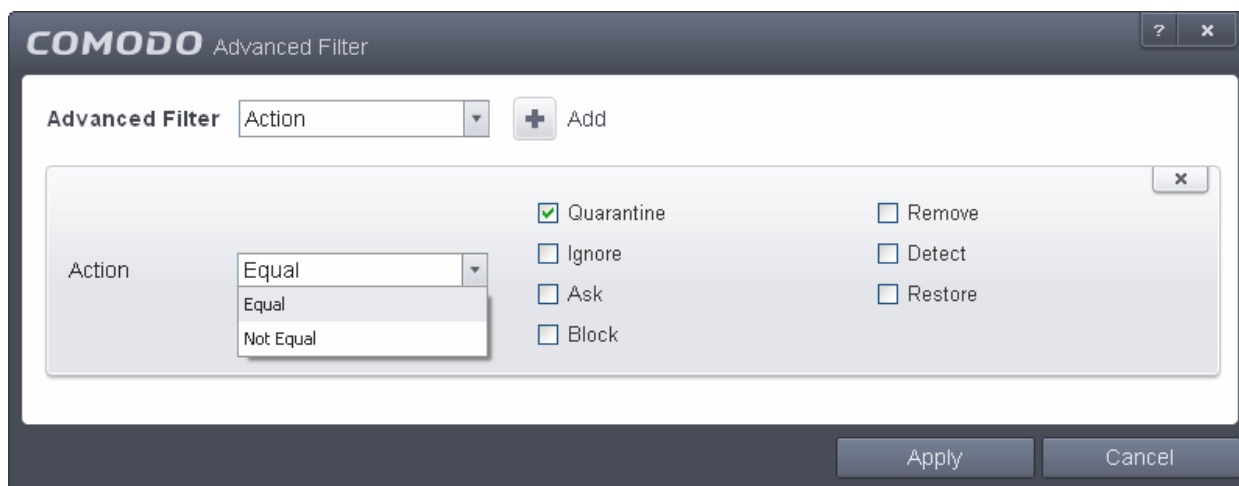 COMODO Advanced Filter ? x
Advanced Filter Action + Add
x
Quarantine Remove
Action Equal Ignore Detect
Equal Ask Restore
Not Equal Block
Apply Cancel